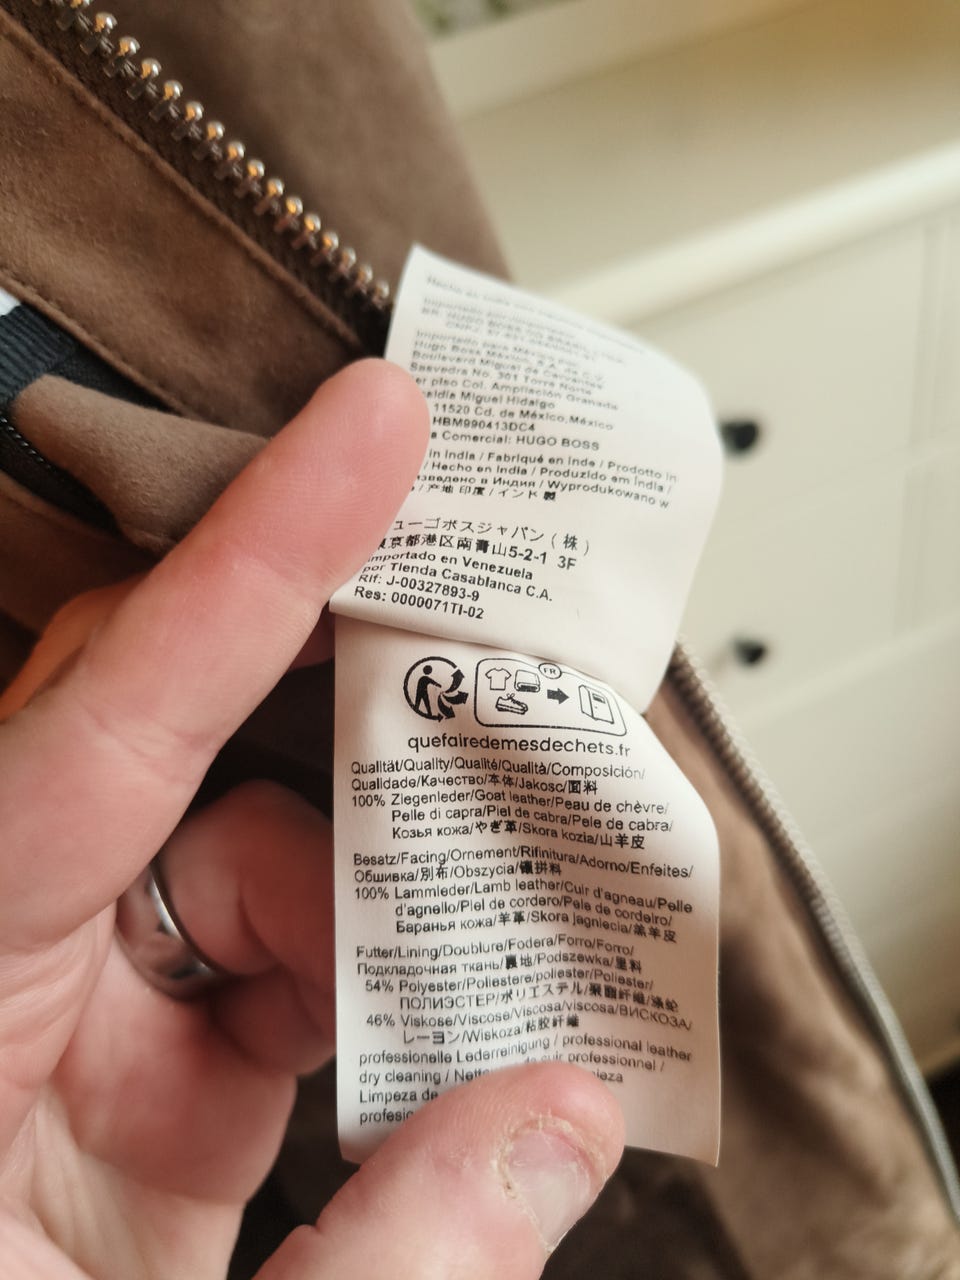 Importado para México por:
Hugo Boss México, S.A. de C.V.
Boulevard Miguel de Cervantes
Saavedra No. 301 Torre Norte
er piso Col. Ampliación Granada
aldía Miguel Hidalgo
11520 Cd. de México, México
HBM990413DC4
e Comercial: HUGO BOSS
in India / Fabriqué en Inde / Prodotto in
/ Hecho en India / Produzido em Índia /
изведено в Индия / Wyprodukowano w
/ 产地 印度 / インド 製
ューゴボスジャパン（株）
東京都港区南青山5-2-1 3F
Importado en Venezuela
por Tienda Casablanca C.A.
Rif: J-00327893-9
Res: 0000071TI-02
FR
quefairedemesdechets.fr
Qualität/Quality/Qualité/Qualità/Composición/
Qualidade/Качество/本体/Jakosc/面料
100% Ziegenleder/Goat leather/Peau de chèvre/
Pelle di capra/Piel de cabra/Pele de cabra/
Козья кожа/やぎ革/Skora kozia/山羊皮
Besatz/Facing/Ornement/Rifinitura/Adorno/Enfeites/
Обшивка/別布/Obszycia/镶拼料
100% Lammleder/Lamb leather/Cuir d'agneau/Pelle
d'agnello/Piel de cordero/Pele de cordeiro/
Баранья кожа/羊革/Skora jagniecia/羔羊皮
Futter/Lining/Doublure/Fodera/Forro/Forro/
Подкладочная ткань/裏地/Podszewka/里料
54% Polyester/Poliestere/poliester/Poliester/
ПОЛИЭСТЕР/ポリエステル/聚酯纤维/涤纶
46% Viskose/Viscose/Viscosa/viscosa/ВИСКОЗА/
レーヨン/Wiskoza/粘胶纤维
professionelle Lederreinigung / professional leather
dry cleaning / cuir professionnel /
Limpeza de